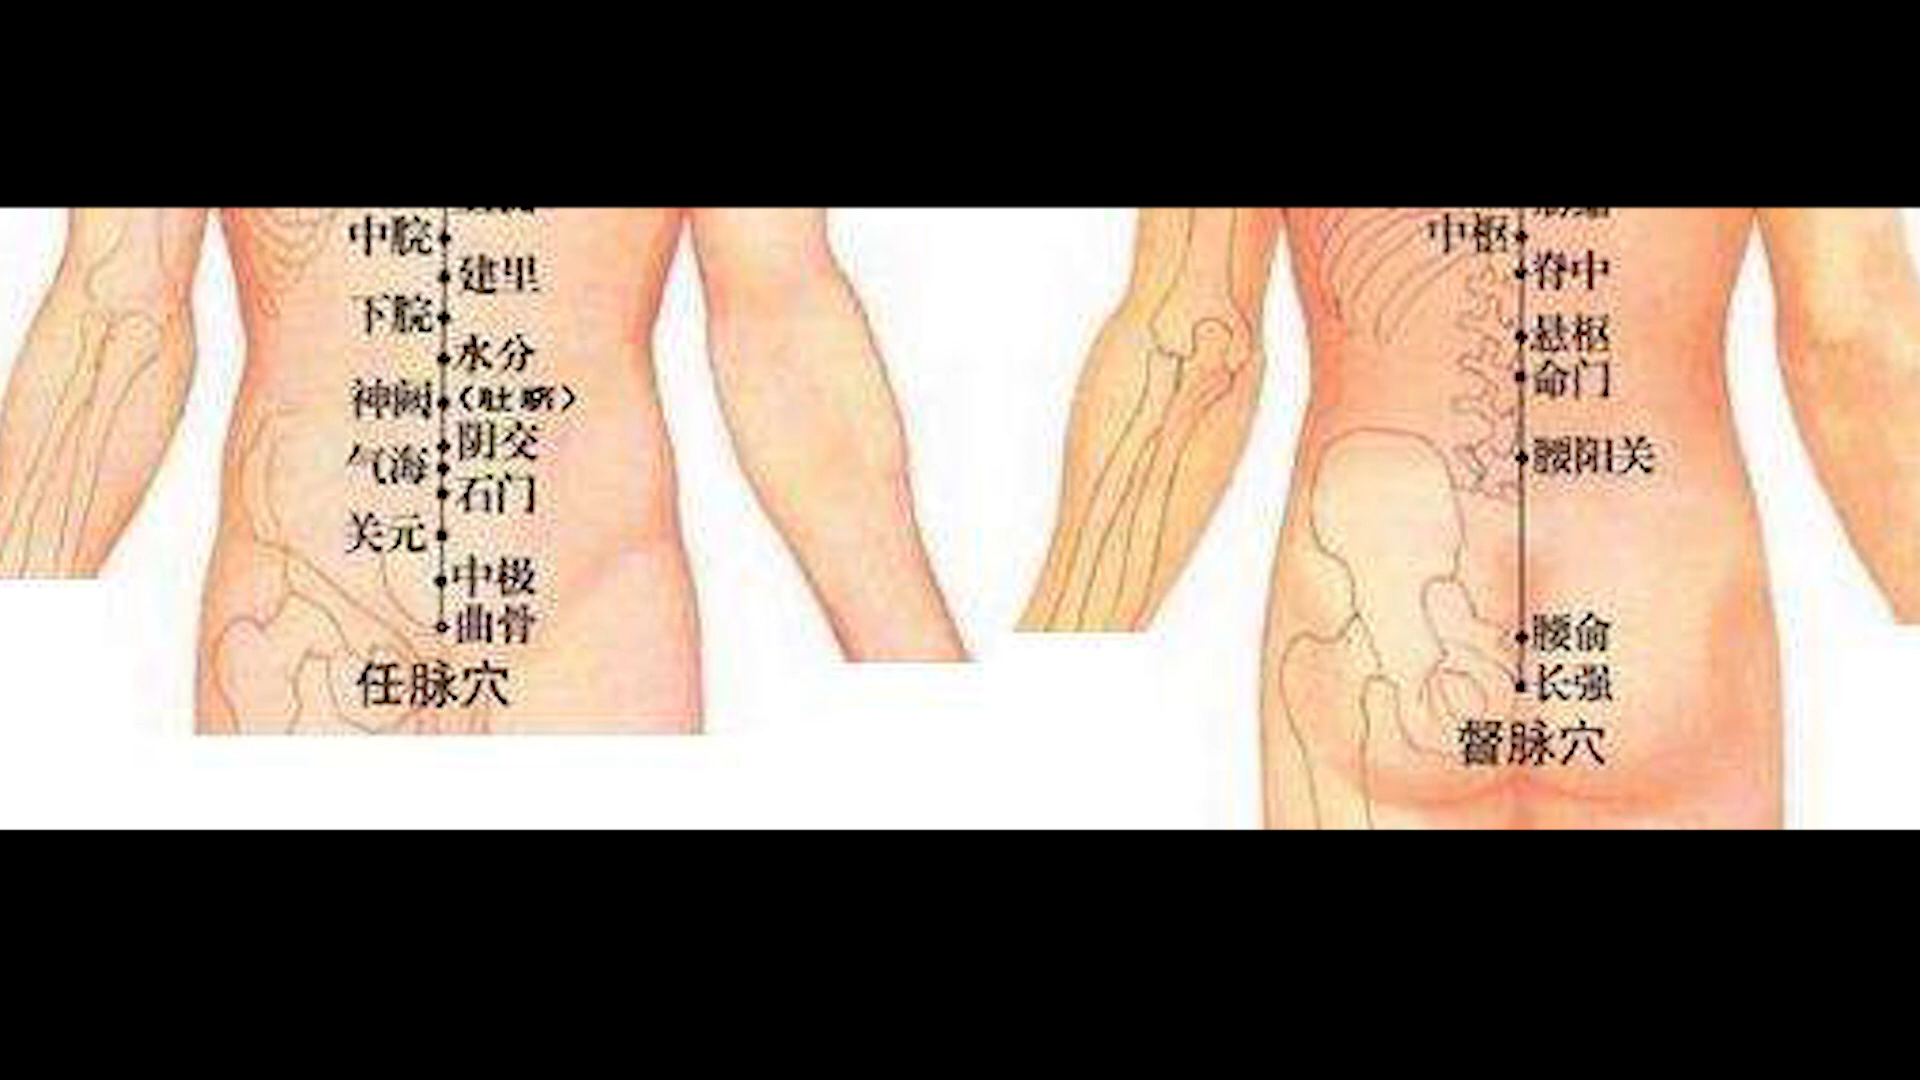 中脘
建里
下脘
水分
神阙
(肚脐)
阴交
气海
石门
关元
中极
曲骨
任脉穴
中枢
脊中
悬枢
命门
腰阳关
腰俞
长强
督脉穴